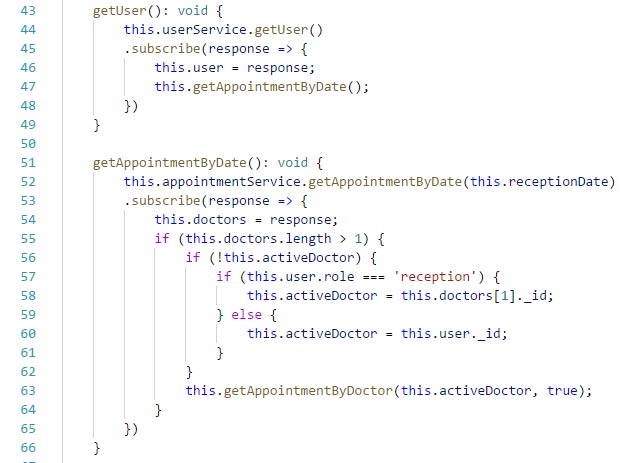 43 getUser(): void {
44 this.userService.getUser()
45 .subscribe(response => {
46 this.user = response;
47 this.getAppointmentByDate();
48 })
49 }
50
51 getAppointmentByDate(): void {
52 this.appointmentService.getAppointmentByDate(this.receptionDate)
53 .subscribe(response => {
54 this.doctors = response;
55 if (this.doctors.length > 1) {
56 if (!this.activeDoctor) {
57 if (this.user.role === 'reception') {
58 this.activeDoctor = this.doctors[1]._id;
59 } else {
60 this.activeDoctor = this.user._id;
61 }
62 }
63 this.getAppointmentByDoctor(this.activeDoctor, true);
64 }
65 })
66 }